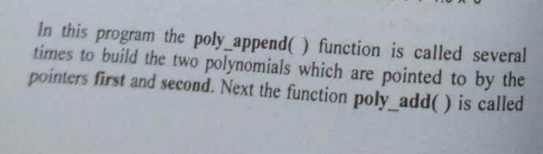 In this program the poly_append( ) function is called several
times to build the two polynomials which are pointed to by the
pointers first and second. Next the function poly_add( ) is called